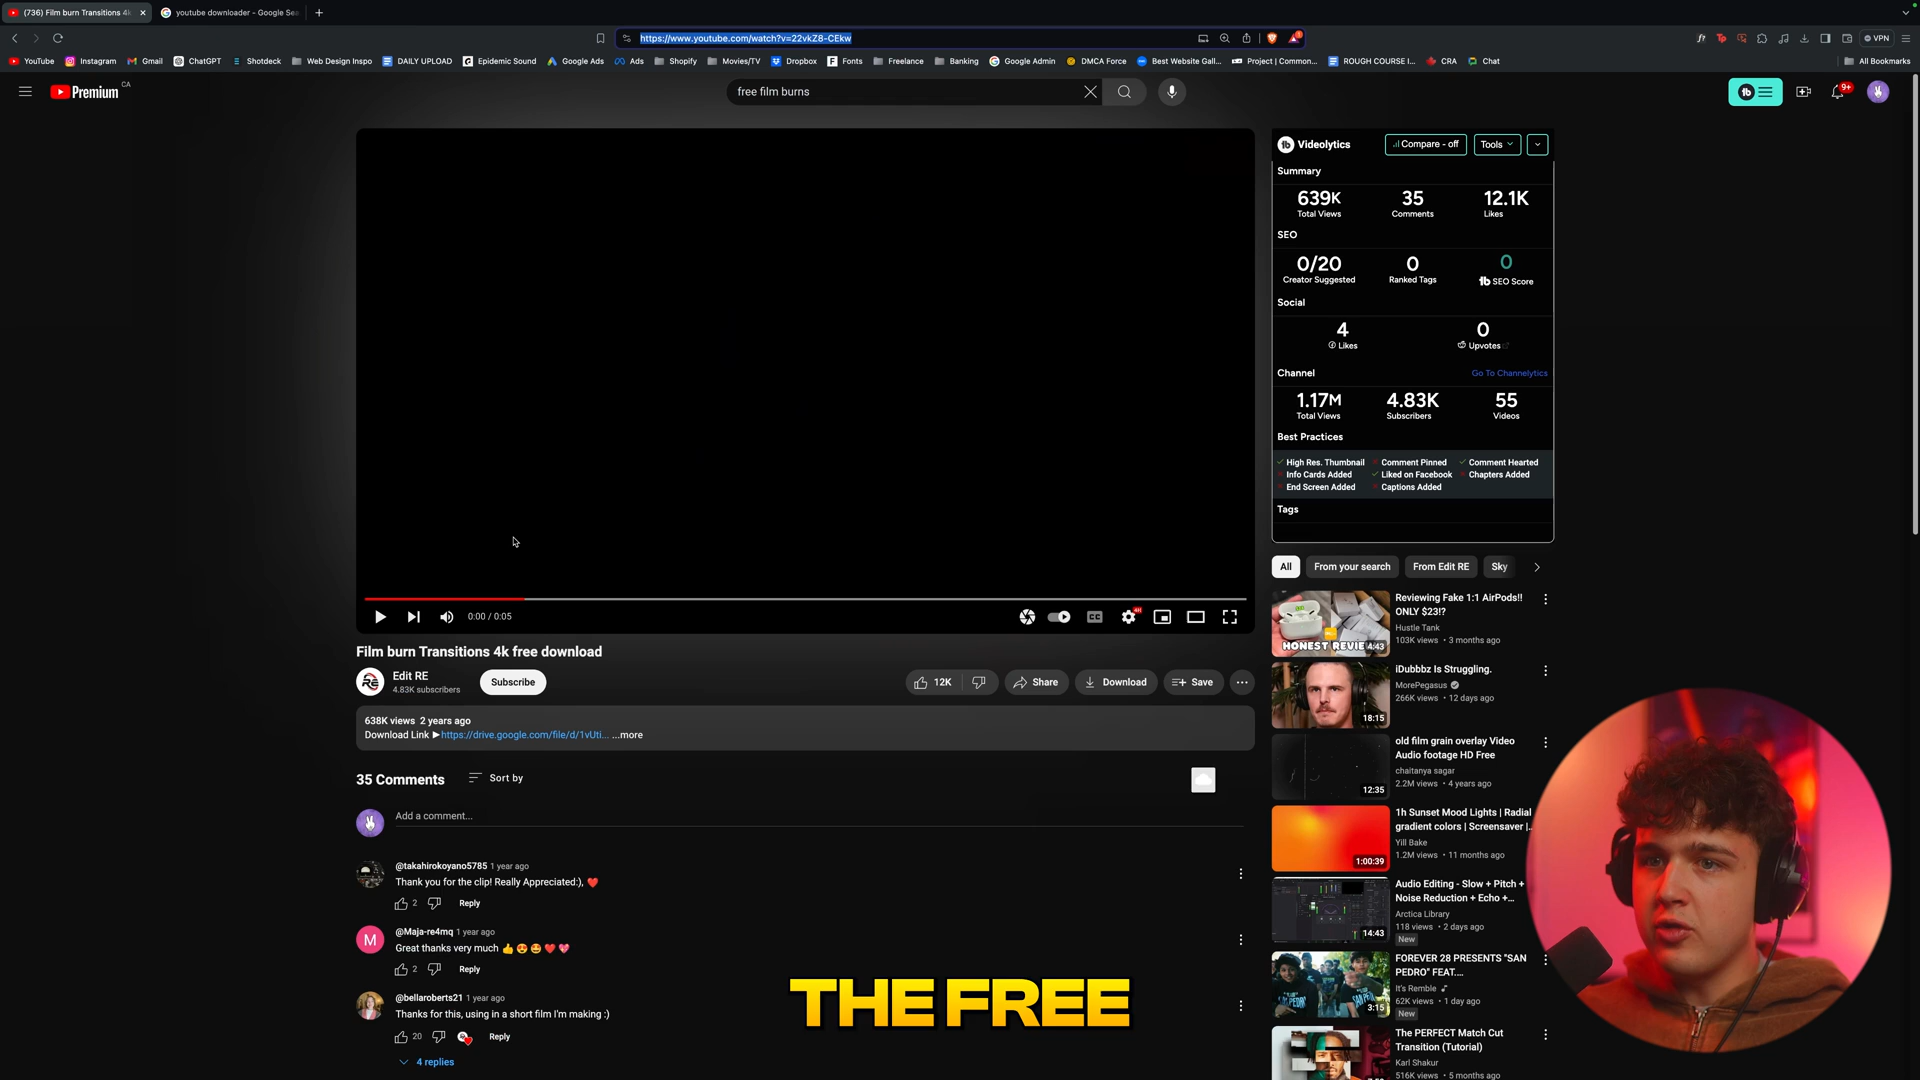 (736) Film burn Transitions 4k
youtube downloader - Google Sea
https://www.youtube.com/watch?v=22vkZ8-CEkw
VPN
YouTube
Instagram
Gmail
ChatGPT
Shotdeck
Web Design Inspo
DAILY UPLOAD
Epidemic Sound
Google Ads
Ads
Shopify
Movies/TV
Dropbox
Fonts
Freelance
Banking
Google Admin
DMCA Force
Best Website Gall...
Project | Common...
ROUGH COURSE I...
CRA
Chat
All Bookmarks
Premium CA
free film burns
9+
Videolytics
Compare - off
Tools
Summary
639K
Total Views
35
Comments
12.1K
Likes
SEO
0/20
Creator Suggested
0
Ranked Tags
0
SEO Score
Social
4
Likes
0
Upvotes
Channel
Go To Channelytics
1.17M
Total Views
4.83K
Subscribers
55
Videos
Best Practices
High Res. Thumbnail
Comment Pinned
Comment Hearted
Info Cards Added
Liked on Facebook
Chapters Added
End Screen Added
Captions Added
Tags
0:00 / 0:05
Film burn Transitions 4k free download
Edit RE
4.83K subscribers
Subscribe
12K
Share
Download
Save
638K views 2 years ago
Download Link ▶https://drive.google.com/file/d/1vUti... ...more
35 Comments
Sort by
Add a comment...
@takahirokoyano5785 1 year ago
Thank you for the clip! Really Appreciated:), ❤️
2
Reply
M
@Maja-re4mq 1 year ago
Great thanks very much 👍😍🤩❤️💖
2
Reply
@bellaroberts21 1 year ago
Thanks for this, using in a short film I'm making :)
20
Reply
4 replies
All
From your search
From Edit RE
Sky
HONEST REVIE
4:43
Reviewing Fake 1:1 AirPods!!
ONLY $23!?
Hustle Tank
103K views • 3 months ago
18:15
iDubbbz Is Struggling.
MorePegasus
266K views • 12 days ago
12:35
old film grain overlay Video
Audio footage HD Free
chaitanya sagar
2.2M views • 4 years ago
1:00:39
1h Sunset Mood Lights | Radial
gradient colors | Screensaver |...
Yill Bake
1.2M views • 11 months ago
14:43
Audio Editing - Slow + Pitch +
Noise Reduction + Echo +...
Arctica Library
118 views • 2 days ago
New
3:15
FOREVER 28 PRESENTS "SAN
PEDRO" FEAT....
It's Remble
62K views • 1 day ago
New
The PERFECT Match Cut
Transition (Tutorial)
Karl Shakur
516K views • 5 months ago
THE FREE